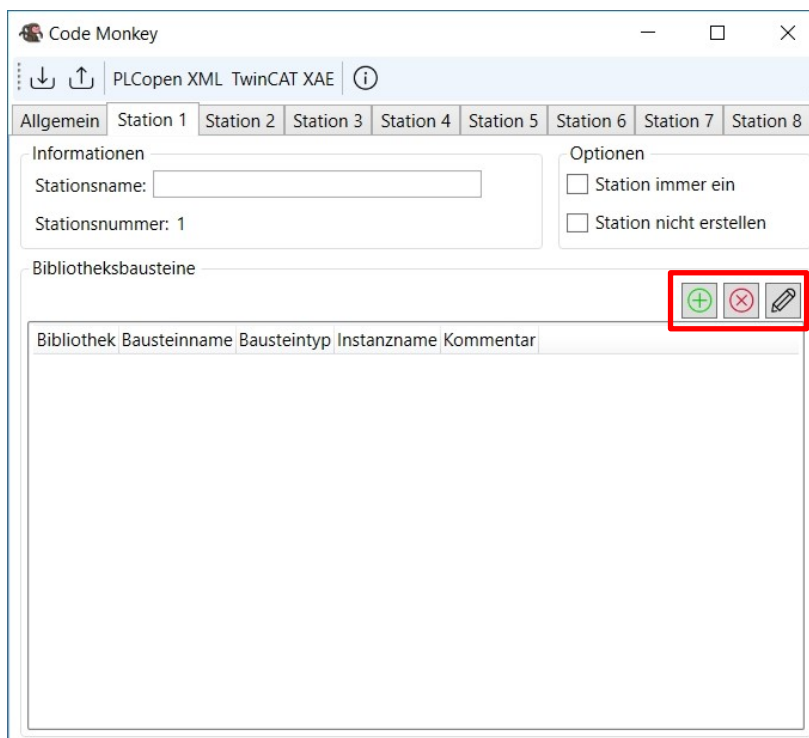 Code Monkey
PLCopen XML TwinCAT XAE
Allgemein Station 1 Station 2 Station 3 Station 4 Station 5 Station 6 Station 7 Station 8
Informationen
Stationsname:
Stationsnummer: 1
Optionen
Station immer ein
Station nicht erstellen
Bibliotheksbausteine
Bibliothek Bausteinname Bausteintyp Instanzname Kommentar